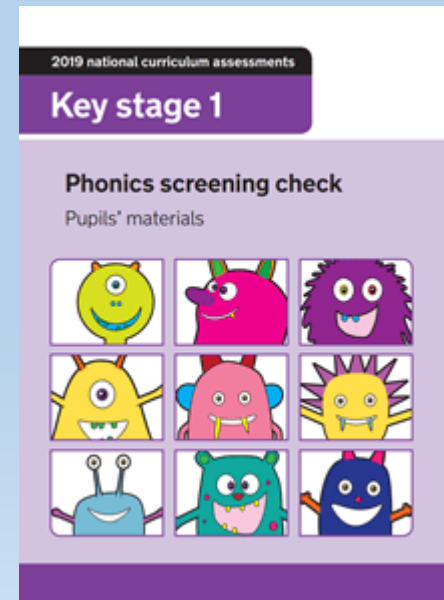 2019 national curriculum assessments
Key stage 1
Phonics screening check
Pupils' materials